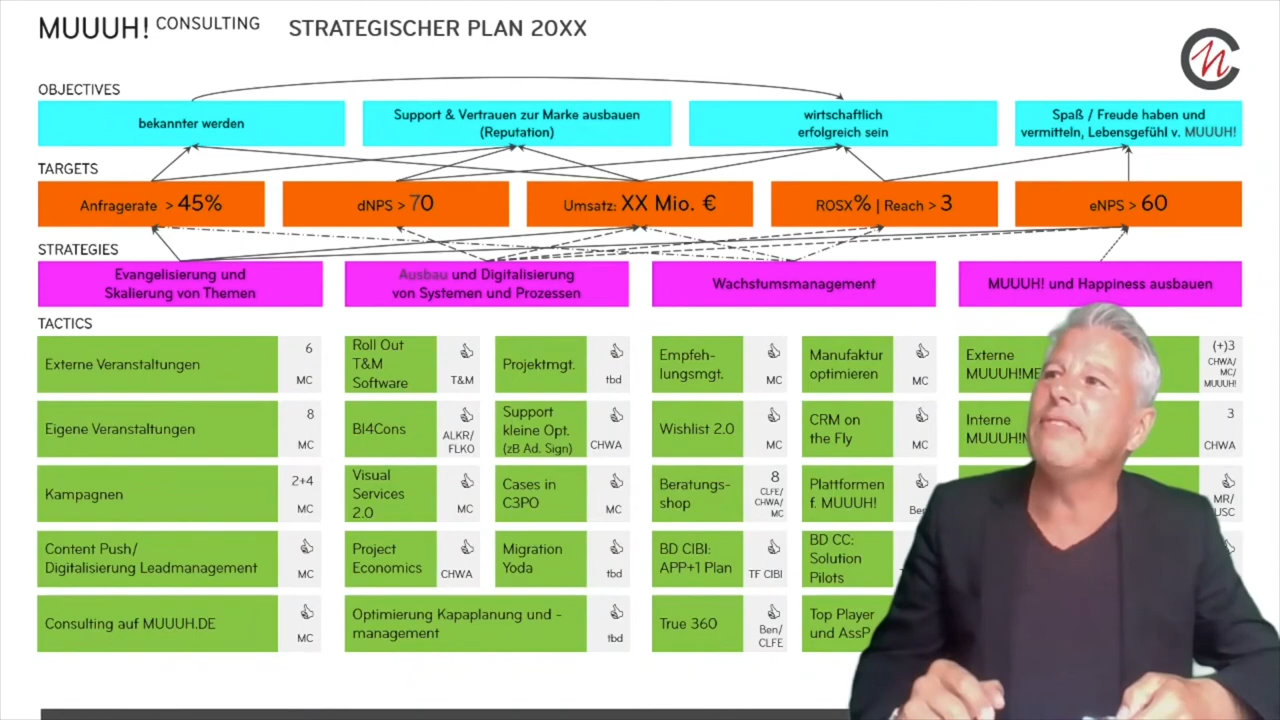 MUUUH! CONSULTING
STRATEGISCHER PLAN 20XX
OBJECTIVES
bekannter werden
Support & Vertrauen zur Marke ausbauen
(Reputation)
wirtschaftlich
erfolgreich sein
Spaß / Freude haben und
vermitteln, Lebensgefühl v. MUUUH!
TARGETS
Anfragerate > 45%
dNPS > 70
Umsatz: XX Mio. €
ROSX% | Reach > 3
eNPS > 60
STRATEGIES
Evangelisierung und
Skalierung von Themen
Ausbau und Digitalisierung
von Systemen und Prozessen
Wachstumsmanagement
MUUUH! und Happiness ausbauen
TACTICS
Externe Veranstaltungen
6
MC
Roll Out
T&M
Software
T&M
Projektmgt.
tbd
Empfeh-
lungsmgt.
MC
Manufaktur
optimieren
MC
Externe
MUUUH!ME
(+)3
CHWA/
MC/
MUUUH!
Eigene Veranstaltungen
8
MC
BI4Cons
ALKR/
FLKO
Support
kleine Opt.
(zB Ad. Sign)
CHWA
Wishlist 2.0
MC
CRM on
the Fly
MC
Interne
MUUUH!
3
CHWA
Kampagnen
2+4
MC
Visual
Services
2.0
MC
Cases in
C3PO
MC
Beratungs-
shop
8
CLFE/
CHWA/
MC
Plattformen
f. MUUUH!
Ben
MR/
USC
Content Push/
Digitalisierung Leadmanagement
MC
Project
Economics
CHWA
Migration
Yoda
tbd
BD CIBI:
APP+1 Plan
TF CIBI
BD CC:
Solution
Pilots
Consulting auf MUUUH.DE
MC
Optimierung Kapaplanung und -
management
tbd
True 360
Ben/
CLFE
Top Player
und AssP